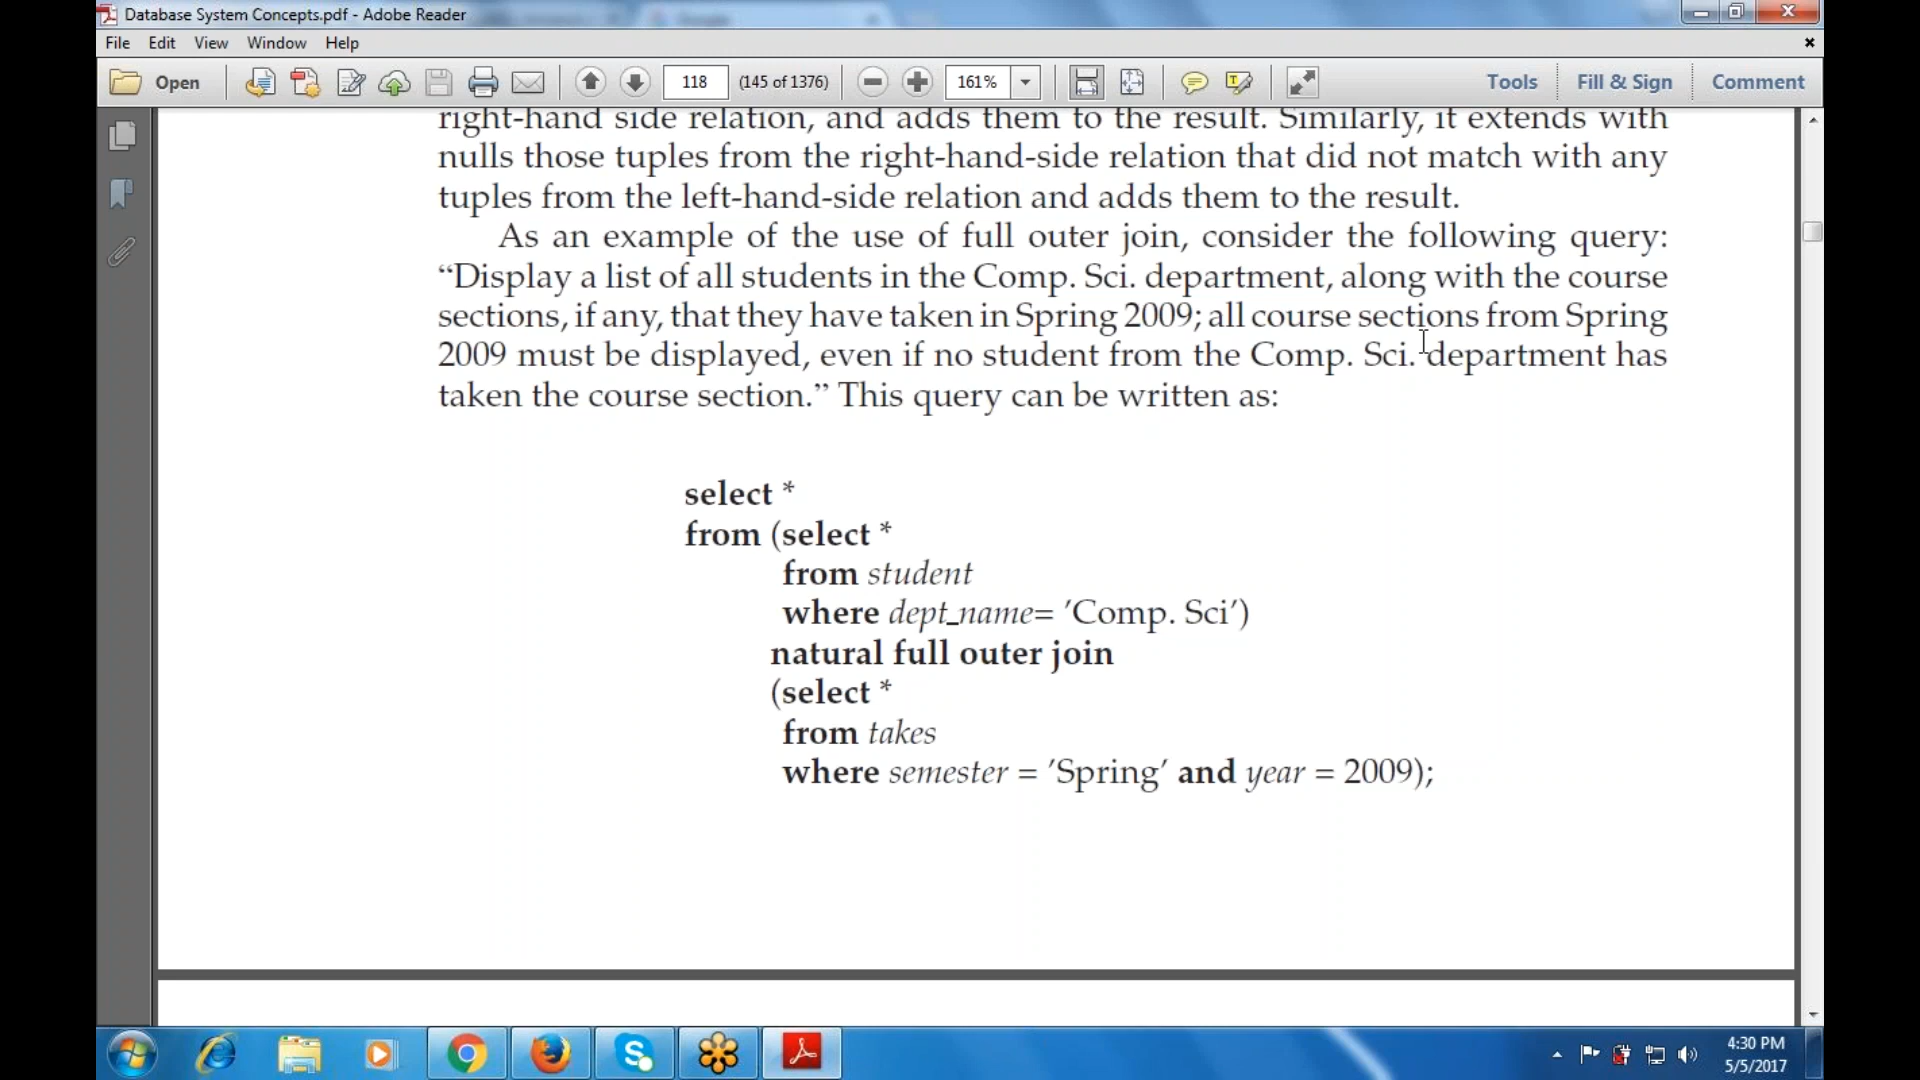 Database System Concepts.pdf - Adobe Reader
File Edit View Window Help
Open 118 (145 of 1376) 161% Tools Fill & Sign Comment
right-hand side relation, and adds them to the result. Similarly, it extends with
nulls those tuples from the right-hand-side relation that did not match with any
tuples from the left-hand-side relation and adds them to the result.
As an example of the use of full outer join, consider the following query:
“Display a list of all students in the Comp. Sci. department, along with the course
sections, if any, that they have taken in Spring 2009; all course sections from Spring
2009 must be displayed, even if no student from the Comp. Sci. department has
taken the course section.” This query can be written as:
select *
from (select *
from student
where dept_name= ’Comp. Sci’)
natural full outer join
(select *
from takes
where semester = ’Spring’ and year = 2009);
4:30 PM
5/5/2017